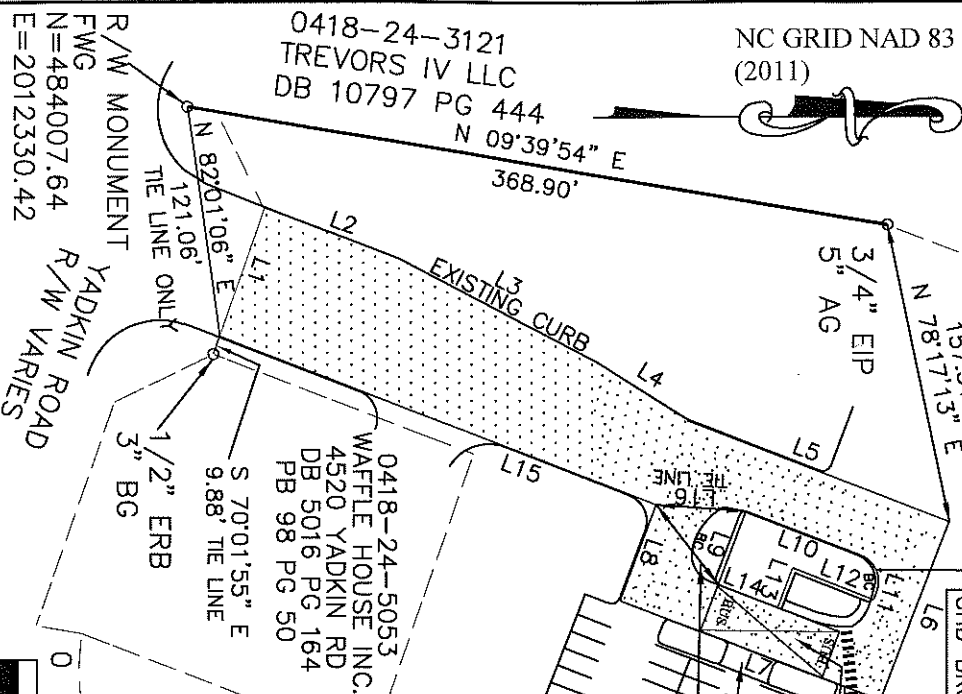 0418-24-3121
TREVORS IV LLC
DB 10797 PG 444
NC GRID NAD 83
(2011)
N 09°39'54" E
368.90'
R/W MONUMENT
FWG
N=484007.64
E=2012330.42
N 82°01'06" E
121.06'
TIE LINE ONLY
L1
L2
L3
EXISTING CURB
L4
L5
3/4" EIP
5" AG
N 78°17'13" E
YADKIN ROAD
R/W VARIES
1/2" ERB
3" BG
S 70°01'55" E
9.88' TIE LINE
0418-24-5053
WAFFLE HOUSE INC.
4520 YADKIN RD
DB 5016 PG 164
PB 98 PG 50
L15
L16
TIE LINE
L8
L9
BC
L10
L12
BC
L11
L13
L14
L6
L7
0